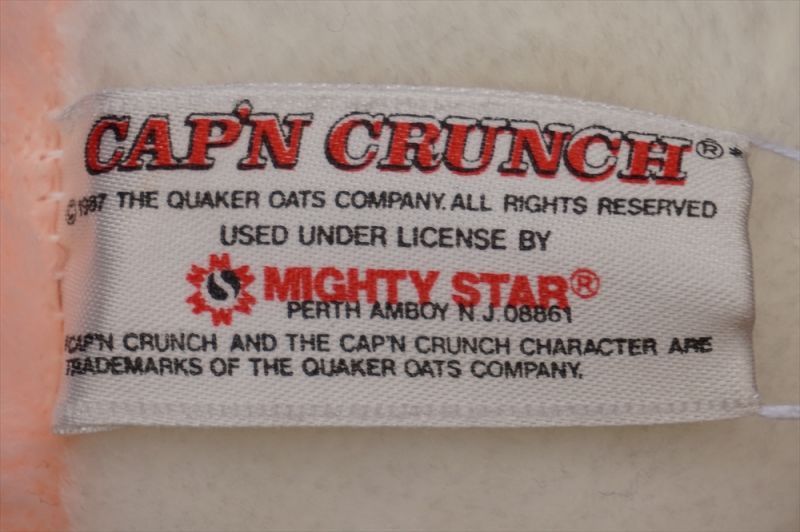 CAP'N CRUNCH®
©1987 THE QUAKER OATS COMPANY. ALL RIGHTS RESERVED
USED UNDER LICENSE BY
MIGHTY STAR®
PERTH AMBOY N J. 08861
CAP'N CRUNCH AND THE CAP'N CRUNCH CHARACTER ARE
TRADEMARKS OF THE QUAKER OATS COMPANY.